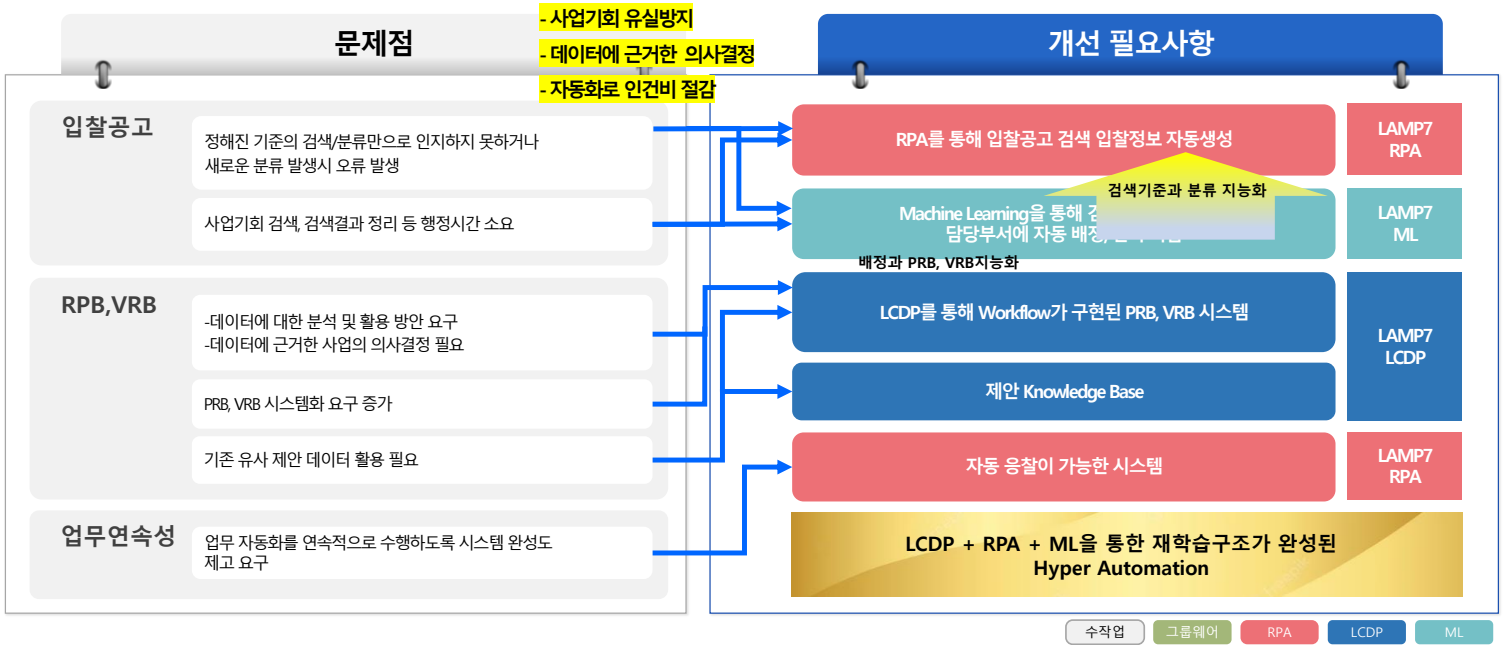 문제점
- 사업기회 유실방지
- 데이터에 근거한 의사결정
- 자동화로 인건비 절감
개선 필요사항
입찰공고
정해진 기준의 검색/분류만으로 인지하지 못하거나
새로운 분류 발생시 오류 발생
사업기회 검색, 검색결과 정리 등 행정시간 소요
RPB,VRB
-데이터에 대한 분석 및 활용 방안 요구
-데이터에 근거한 사업의 의사결정 필요
PRB, VRB 시스템화 요구 증가
기존 유사 제안 데이터 활용 필요
업무연속성
업무 자동화를 연속적으로 수행하도록 시스템 완성도
제고 요구
RPA를 통해 입찰공고 검색 입찰정보 자동생성
LAMP7
RPA
검색기준과 분류 지능화
Machine Learning을 통해
담당부서에 자동 배정,
LAMP7
ML
배정과 PRB, VRB지능화
LCDP를 통해 Workflow가 구현된 PRB, VRB 시스템
제안 Knowledge Base
LAMP7
LCDP
자동 응찰이 가능한 시스템
LAMP7
RPA
LCDP + RPA + ML을 통한 재학습구조가 완성된
Hyper Automation
수작업
그룹웨어
RPA
LCDP
ML